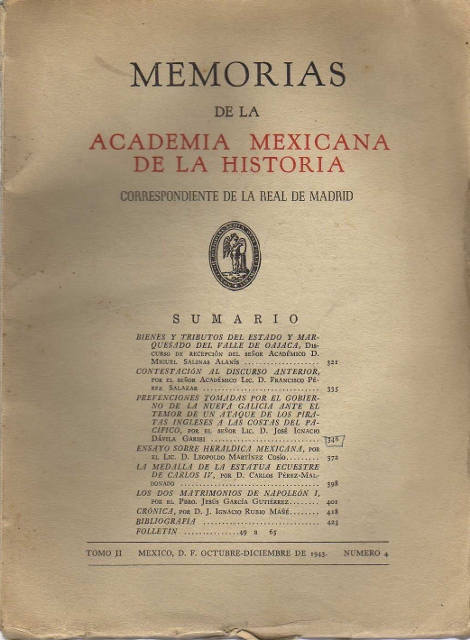 MEMORIAS
DE LA
ACADEMIA MEXICANA
DE LA HISTORIA
CORRESPONDIENTE DE LA REAL DE MADRID
SUMARIO
BIENES Y TRIBUTOS DEL ESTADO Y MAR-
QUESADO DEL VALLE DE OAJACA, DIS-
CURSO DE RECEPCIÓN DEL SEÑOR ACADÉMICO D.
MIGUEL SALINAS ALANÍS .................... 321
CONTESTACIÓN AL DISCURSO ANTERIOR,
POR EL SEÑOR ACADÉMICO LIC. D. FRANCISCO PÉ-
REZ SALAZAR .............................. 335
PREVENCIONES TOMADAS POR EL GOBIER-
NO DE LA NUEVA GALICIA ANTE EL
TEMOR DE UN ATAQUE DE LOS PIRA-
TAS INGLESES A LAS COSTAS DEL PA-
CIFICO, POR EL SEÑOR LIC. D. JOSÉ IGNACIO
DÁVILA GARIBI ............................ 346
ENSAYO SOBRE HERALDICA MEXICANA, POR
EL LIC. D. LEOPOLDO MARTÍNEZ COSÍO........ 372
LA MEDALLA DE LA ESTATUA ECUESTRE
DE CARLOS IV, POR D. CARLOS PÉREZ-MAL-
DONADO ................................... 398
LOS DOS MATRIMONIOS DE NAPOLEÓN I,
POR EL PBRO. JESÚS GARCÍA GUTIÉRREZ........ 402
CRÓNICA, POR D. J. IGNACIO RUBIO MAÑÉ...... 418
BIBLIOGRAFIA ............................. 423
FOLLETIN ...............49 a 65
TOMO II MEXICO, D. F. OCTUBRE-DICIEMBRE DE 1943. NUMERO 4